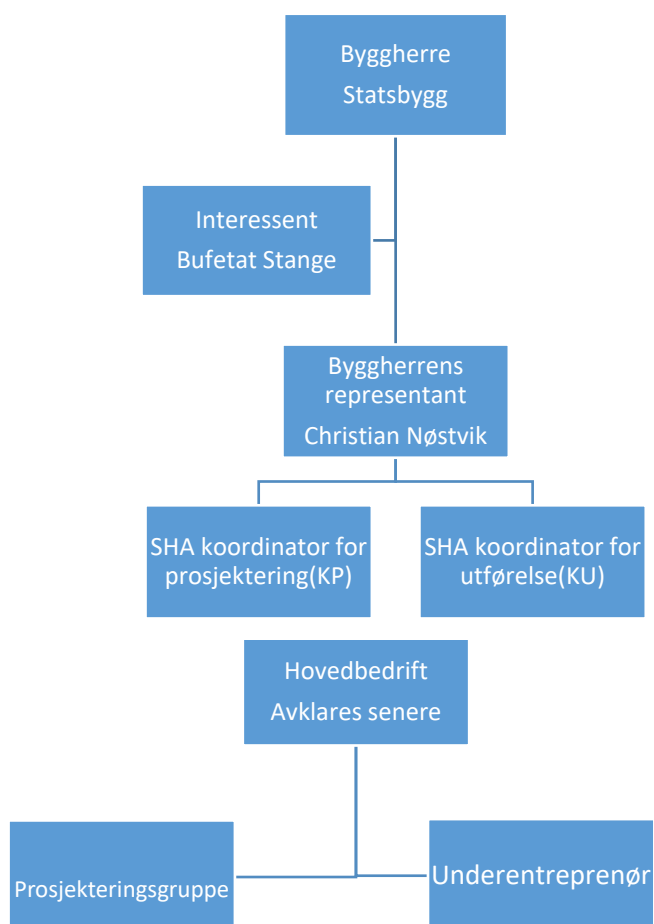 Byggherre
Statsbygg
Interessent
Bufetat Stange
Byggherrens
representant
Christian Nøstvik
SHA koordinator for
prosjektering(KP)
SHA koordinator for
utførelse(KU)
Hovedbedrift
Avklares senere
Prosjekteringsgruppe
Underentreprenør